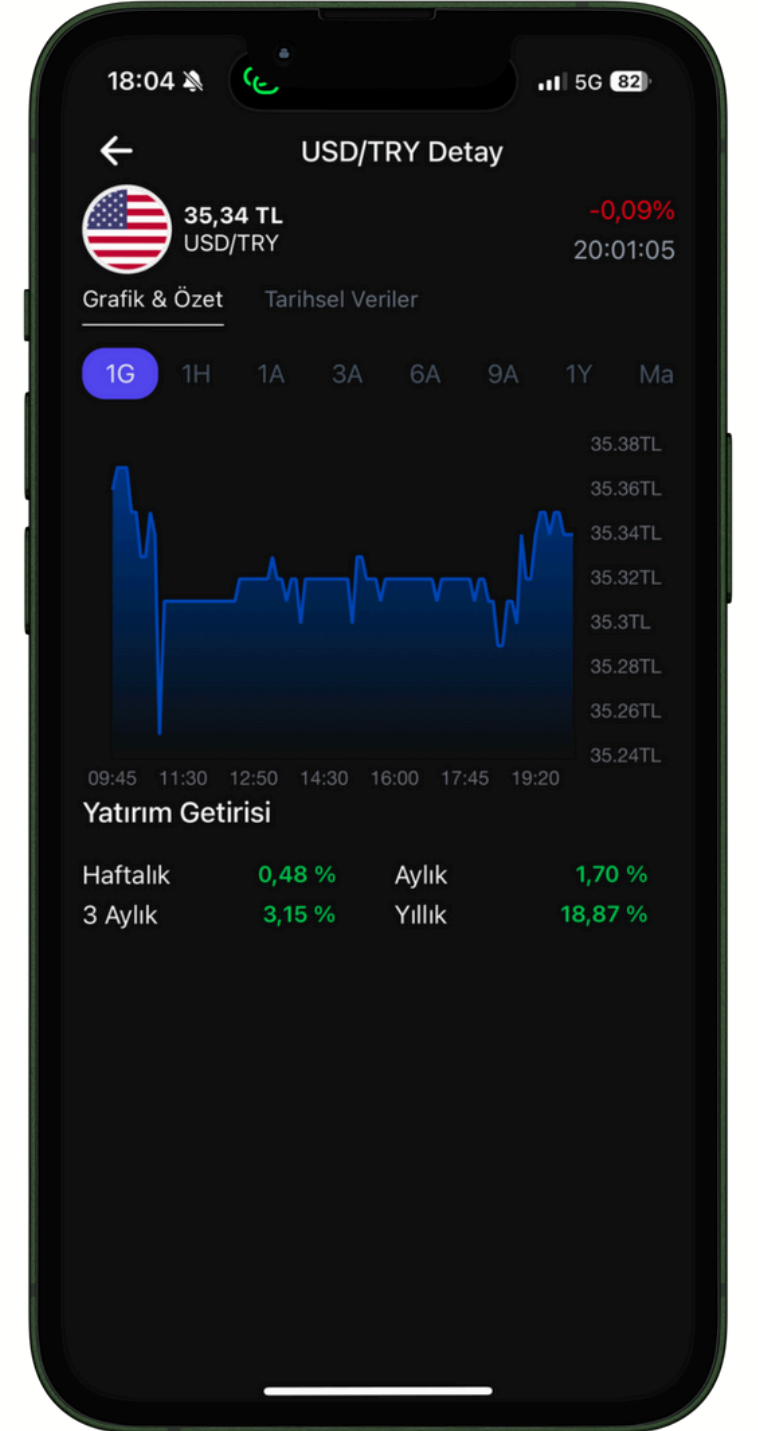 18:04 5G 82
USD/TRY Detay
35,34 TL -0,09%
USD/TRY 20:01:05
Grafik & Özet Tarihsel Veriler
1G 1H 1A 3A 6A 9A 1Y Ma
35.38TL
35.36TL
35.34TL
35.32TL
35.3TL
35.28TL
35.26TL
35.24TL
09:45 11:30 12:50 14:30 16:00 17:45 19:20
Yatırım Getirisi
Haftalık 0,48 % Aylık 1,70 %
3 Aylık 3,15 % Yıllık 18,87 %